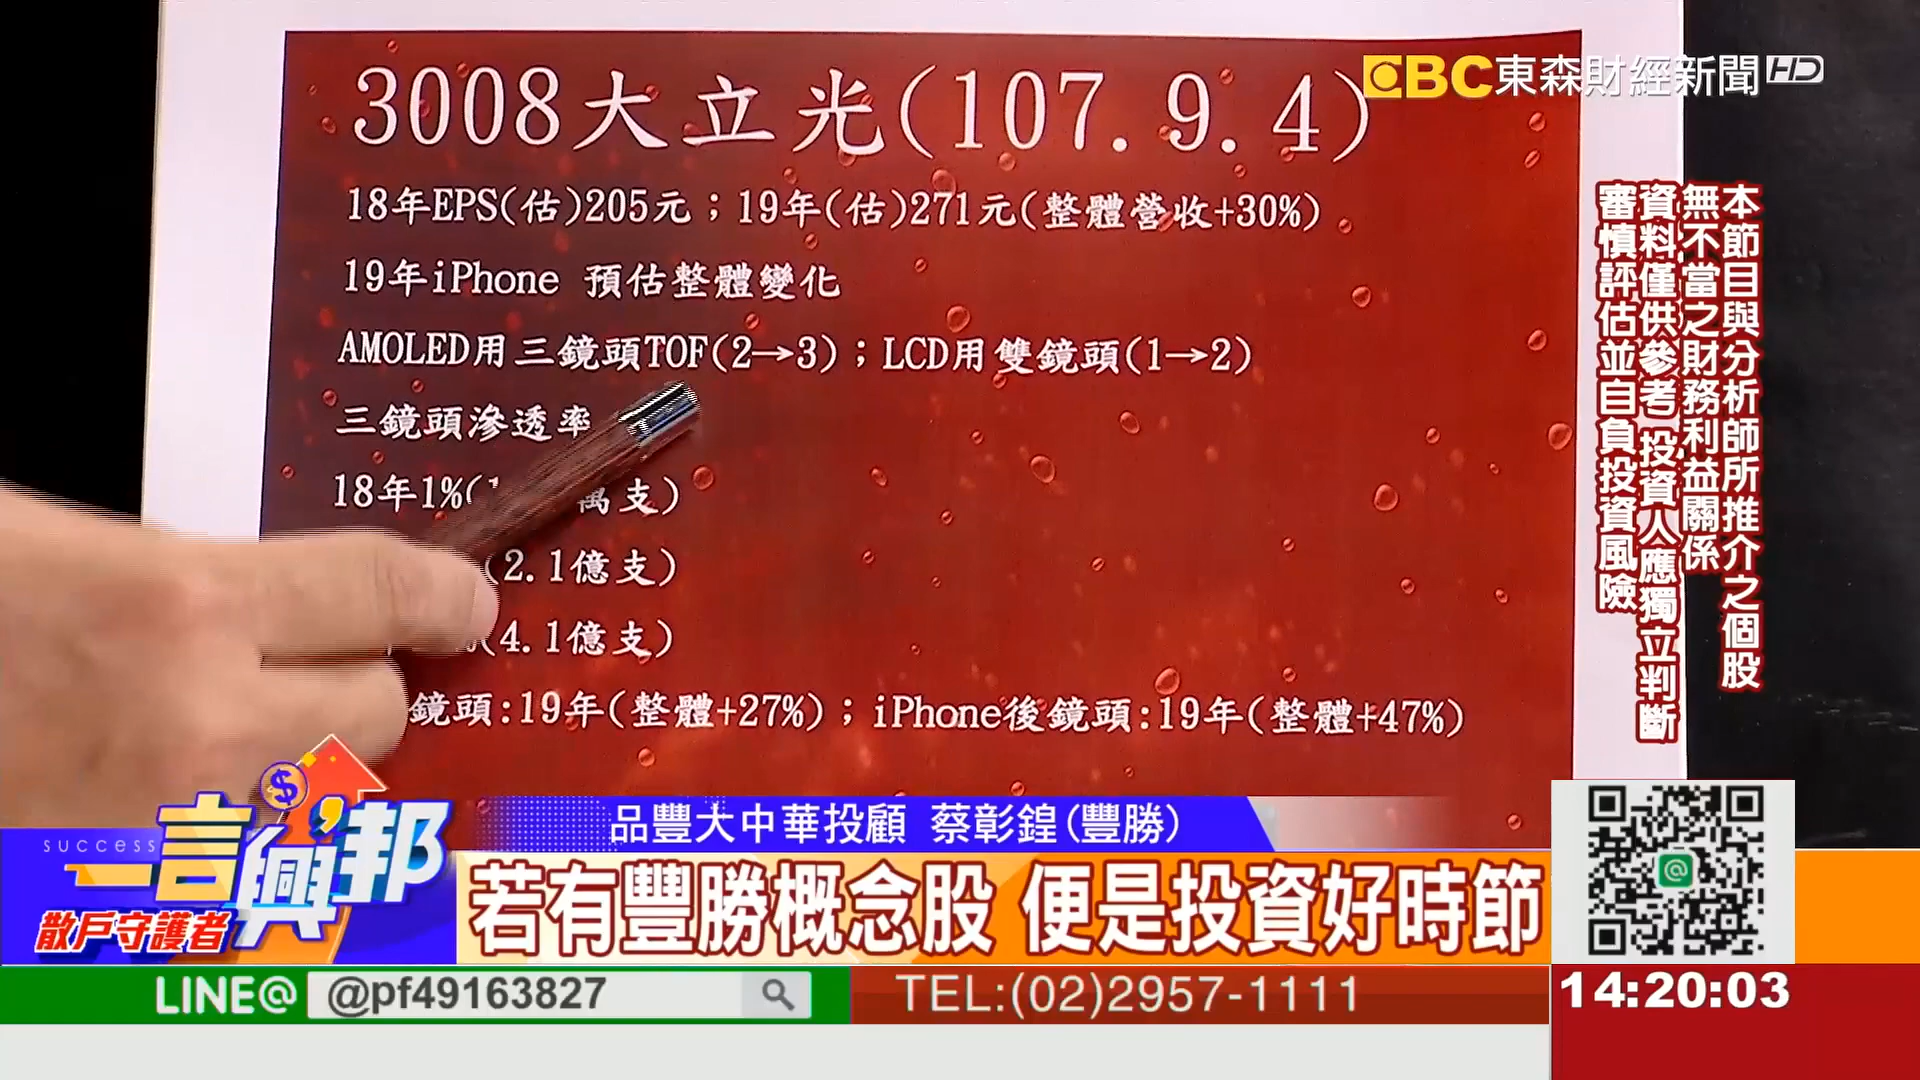 3008大立光(107.9.4)
EBC東森財經新聞HD
18年EPS(估)205元；19年(估)271元(整體營收+30%)
19年iPhone 預估整體變化
AMOLED用三鏡頭TOF(2→3)；LCD用雙鏡頭(1→2)
三鏡頭滲透率
18年1%(
萬支)
(2.1億支)
(4.1億支)
鏡頭:19年(整體+27%)；iPhone後鏡頭:19年(整體+47%)
本節目與分析師所推介之個股
無不當之財務利益關係
資料僅供參考 投資人應獨立判斷
審慎評估並自負投資風險
success
一言興邦
散戶守護者
品豐大中華投顧 蔡彰鍠(豐勝)
若有豐勝概念股 便是投資好時節
LINE@ @pf49163827
TEL:(02)2957-1111
14:20:03